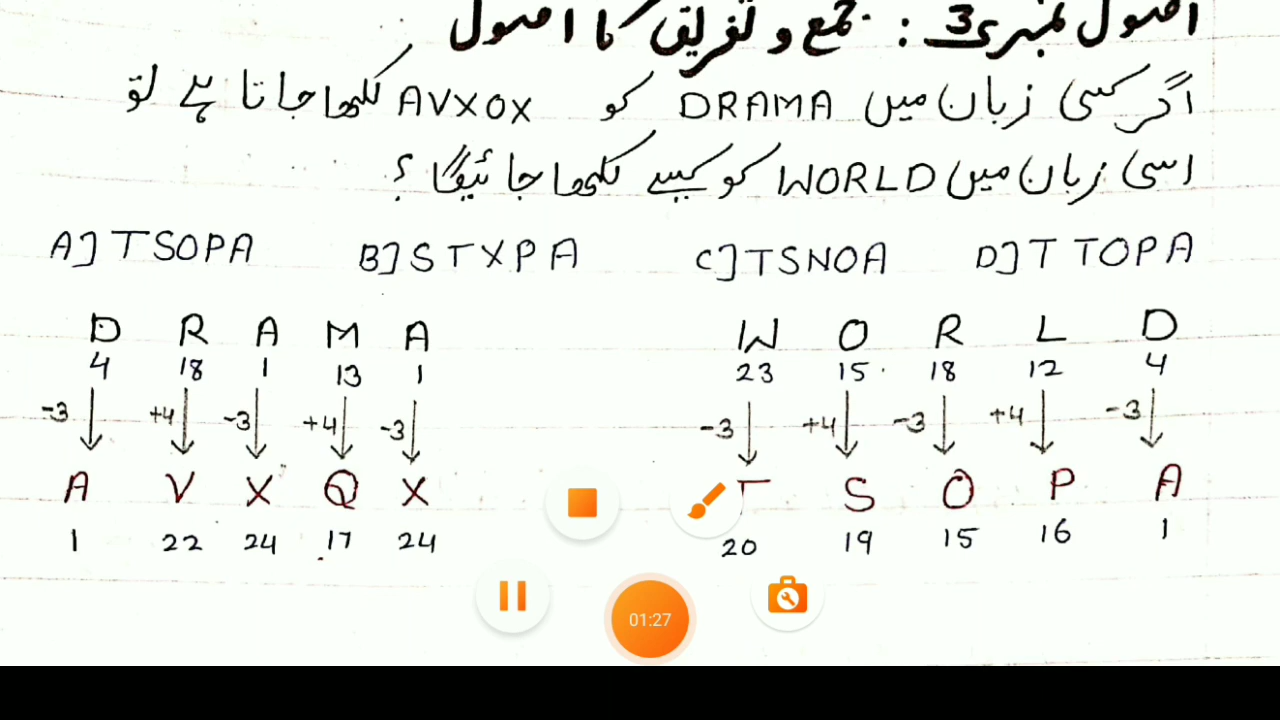 اصول نمبری 3 : جمع و تفریق کا اصول
اگر کسی زبان میں DRAMA کو AVXOX لکھا جاتا ہے تو
اسی زبان میں WORLD کو کیسے لکھا جائیگا ؟
A] TSOPA B] STXPA C] TSNOA D] TTOPA
D R A M A W O R L D
4 18 1 13 1 23 15 18 12 4
-3 +4 -3 +4 -3 -3 +4 -3 +4 -3
A V X Q X T S O P A
1 22 24 17 24 20 19 15 16 1
01:27